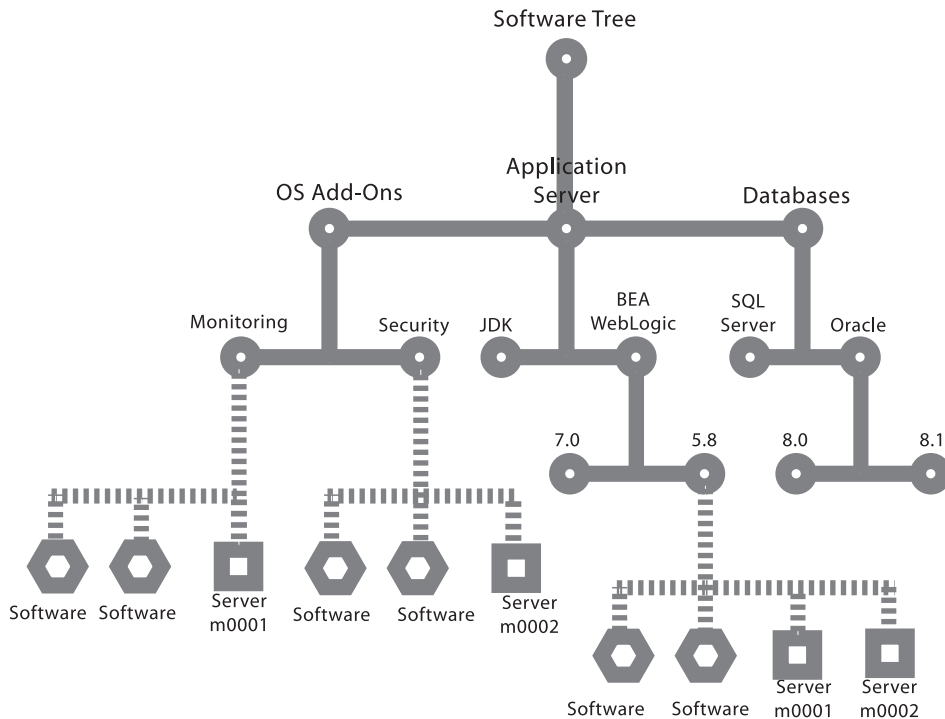 Software Tree
Application
Server
OS Add-Ons
Databases
Monitoring
Security
JDK
BEA
WebLogic
SQL
Server
Oracle
7.0
5.8
8.0
8.1
Software
Software
Server
m0001
Software
Software
Server
m0002
Software
Software
Server
m0001
Server
m0002